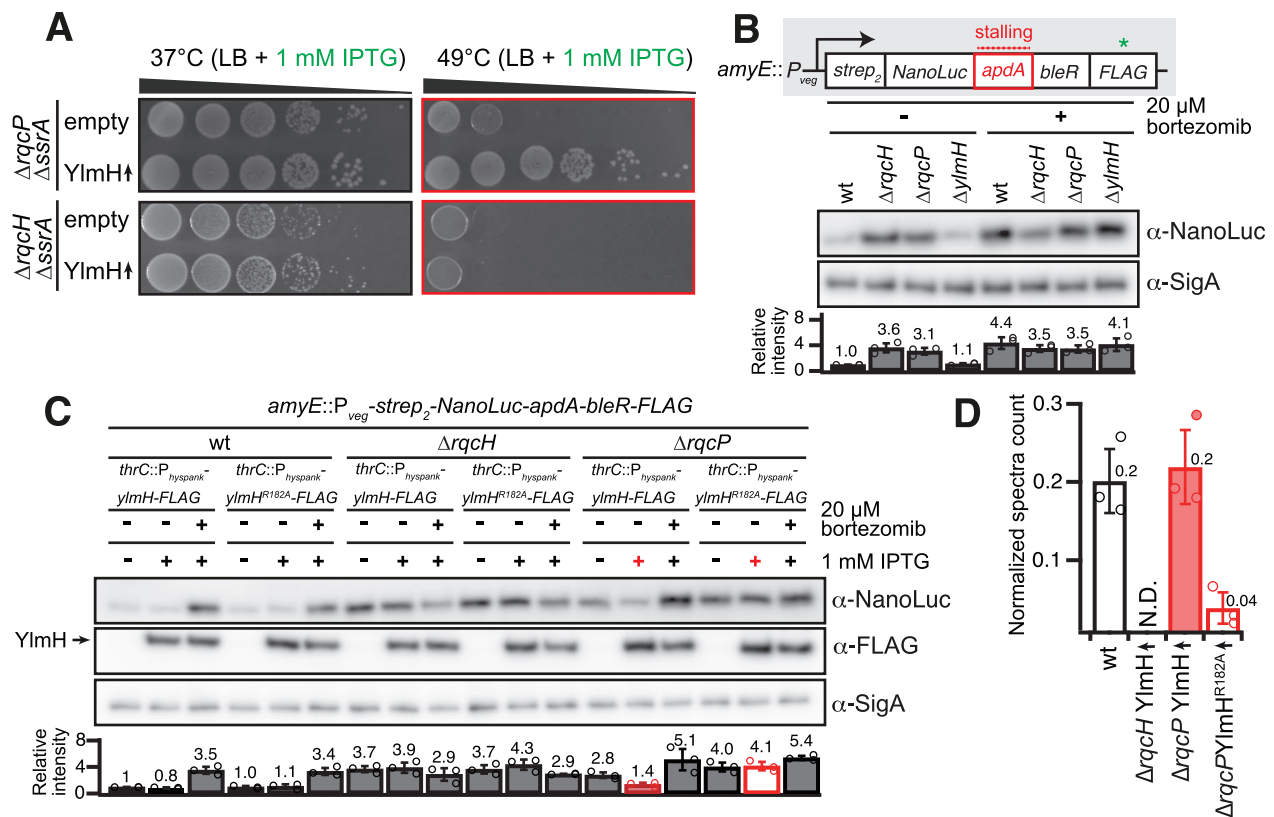 A
37°C (LB + 1 mM IPTG)
49°C (LB + 1 mM IPTG)
ΔrqcP
ΔssrA
empty
YlmH↑
ΔrqcH
ΔssrA
empty
YlmH↑
B
stalling
*
amyE:: Pveg
strep2 NanoLuc apdA bleR FLAG
20 µM
bortezomib
- +
wt ΔrqcH ΔrqcP ΔylmH wt ΔrqcH ΔrqcP ΔylmH
α-NanoLuc
α-SigA
Relative
intensity
8
4
0
1.0 3.6 3.1 1.1 4.4 3.5 3.5 4.1
C
amyE::Pveg-strep2-NanoLuc-apdA-bleR-FLAG
wt ΔrqcH ΔrqcP
thrC::Physpank- thrC::Physpank- thrC::Physpank- thrC::Physpank- thrC::Physpank- thrC::Physpank-
ylmH-FLAG ylmHR182A-FLAG ylmH-FLAG ylmHR182A-FLAG ylmH-FLAG ylmHR182A-FLAG
- - + - + - - + - + - - + - + 20 µM
bortezomib
- + + - + + - + + - + + - + + - + + 1 mM IPTG
α-NanoLuc
YlmH → α-FLAG
α-SigA
Relative
intensity
8
4
0
1 0.8 3.5 1.0 1.1 3.4 3.7 3.9 2.9 3.7 4.3 2.9 2.8 1.4 5.1 4.0 4.1 5.4
D
Normalized spectra count
0.3
0.2
0.1
0.2 N.D. 0.2 0.04
wt
ΔrqcH YlmH↑
ΔrqcP YlmH↑
ΔrqcPYlmHR182A↑